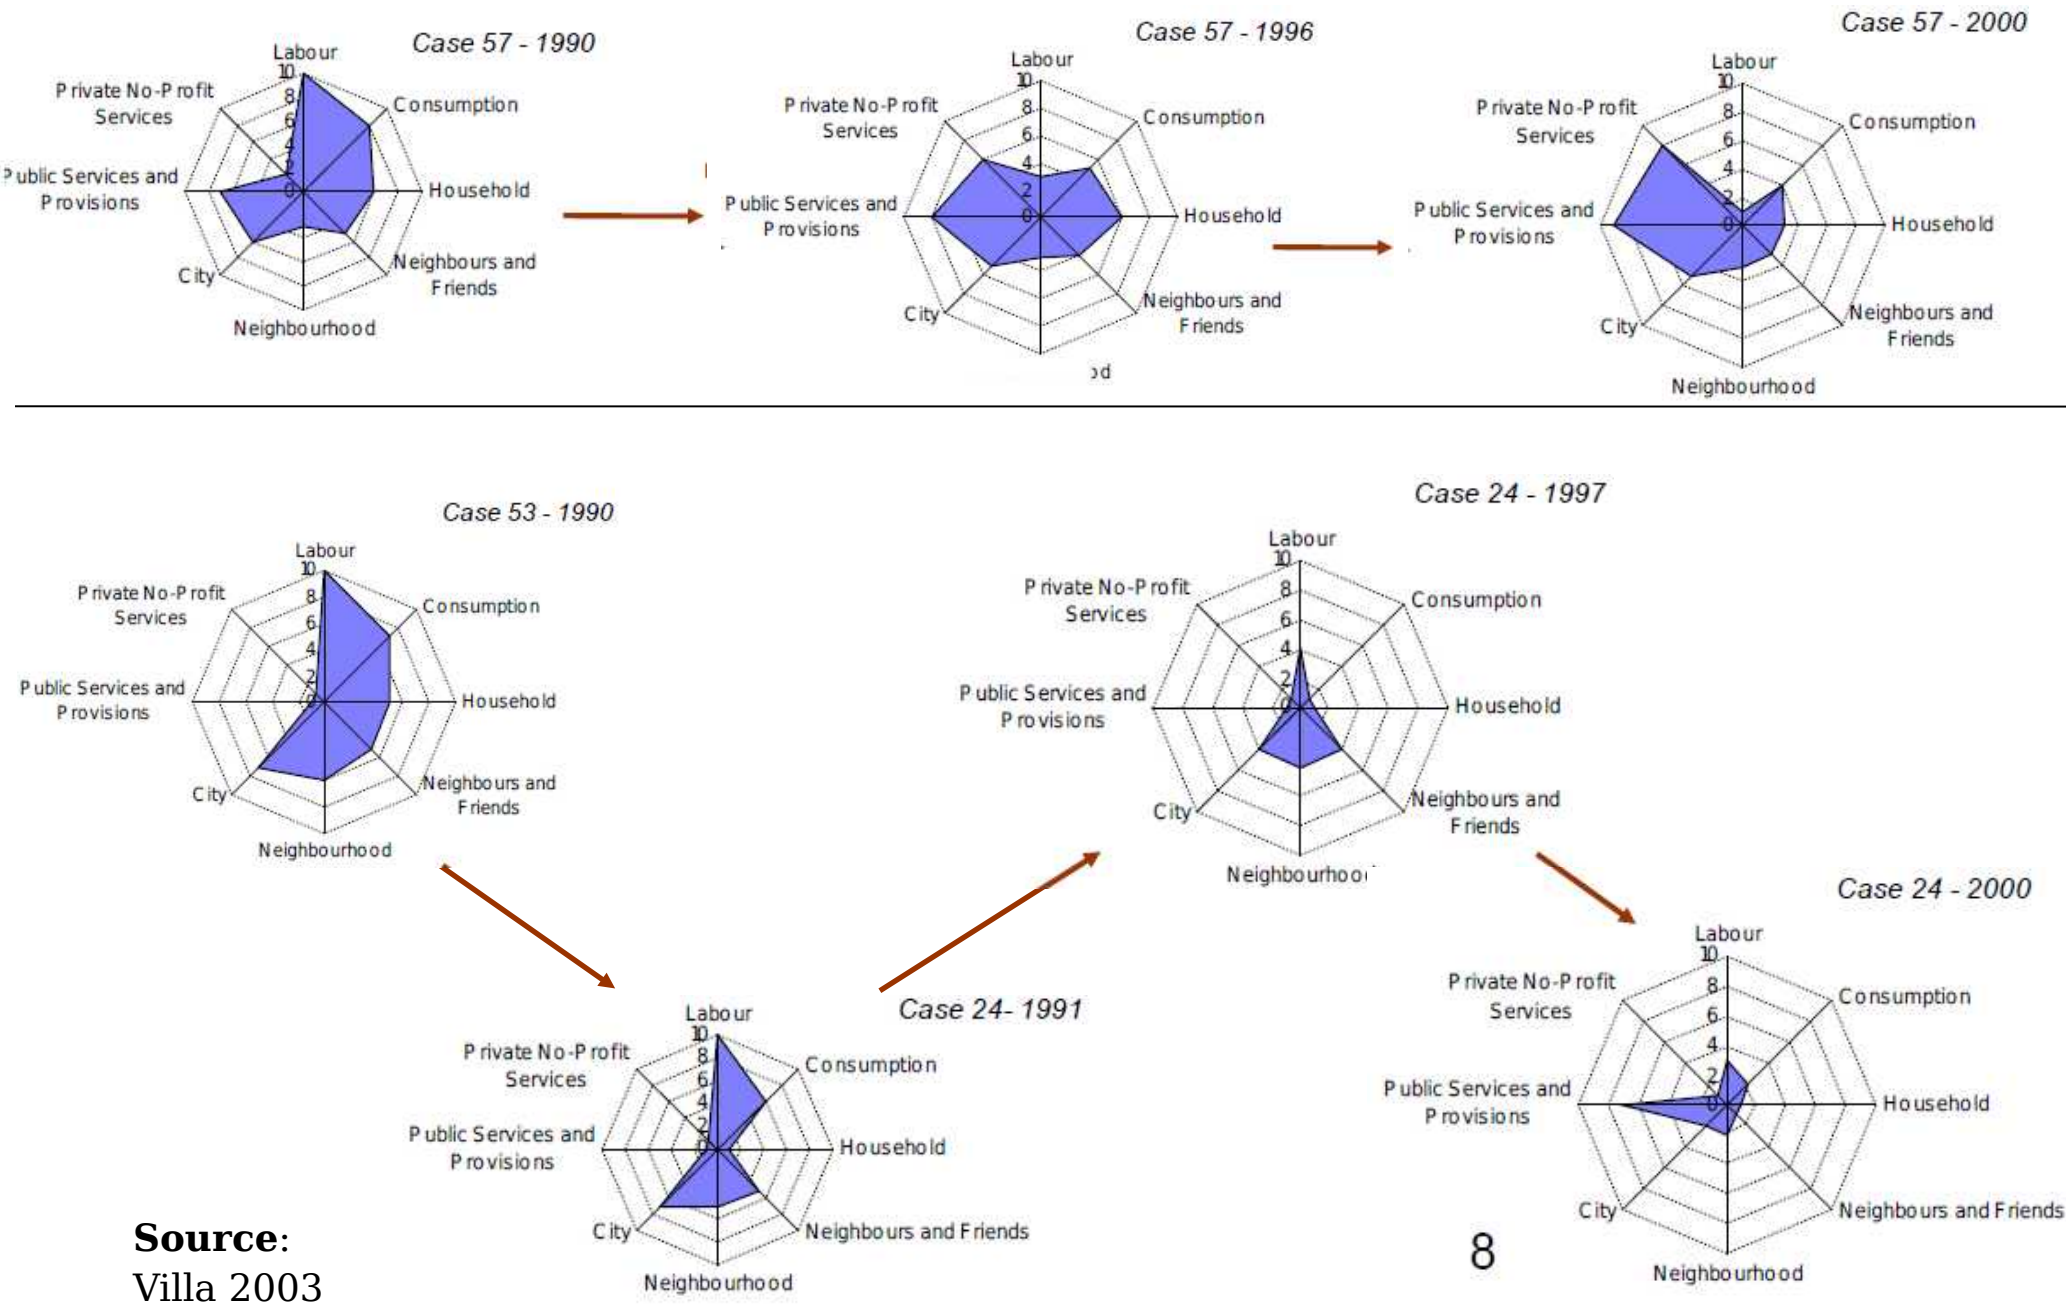 Case 57 - 1990
Labour
10
8
6
4
2
0
Private No-Profit
Services
Consumption
Public Services and
Provisions
Household
City
Neighbours and
Friends
Neighbourhood
Case 57 - 1996
Labour
10
8
6
4
2
0
Private No-Profit
Services
Consumption
Public Services and
Provisions
Household
City
Neighbours and
Friends
od
Case 57 - 2000
Labour
10
8
6
4
2
0
Private No-Profit
Services
Consumption
Public Services and
Provisions
Household
City
Neighbours and
Friends
Neighbourhood
Case 53 - 1990
Labour
10
8
6
4
2
0
Private No-Profit
Services
Consumption
Public Services and
Provisions
Household
City
Neighbours and
Friends
Neighbourhood
Case 24- 1991
Labour
10
8
6
4
2
0
Private No-Profit
Services
Consumption
Public Services and
Provisions
Household
City
Neighbours and Friends
Neighbourhood
Case 24 - 1997
Labour
10
8
6
4
2
0
Private No-Profit
Services
Consumption
Public Services and
Provisions
Household
City
Neighbours and
Friends
Neighbourhoo
Case 24 - 2000
Labour
10
8
6
4
2
0
Private No-Profit
Services
Consumption
Public Services and
Provisions
Household
City
Neighbours and Friends
Neighbourhood
Source:
Villa 2003
8